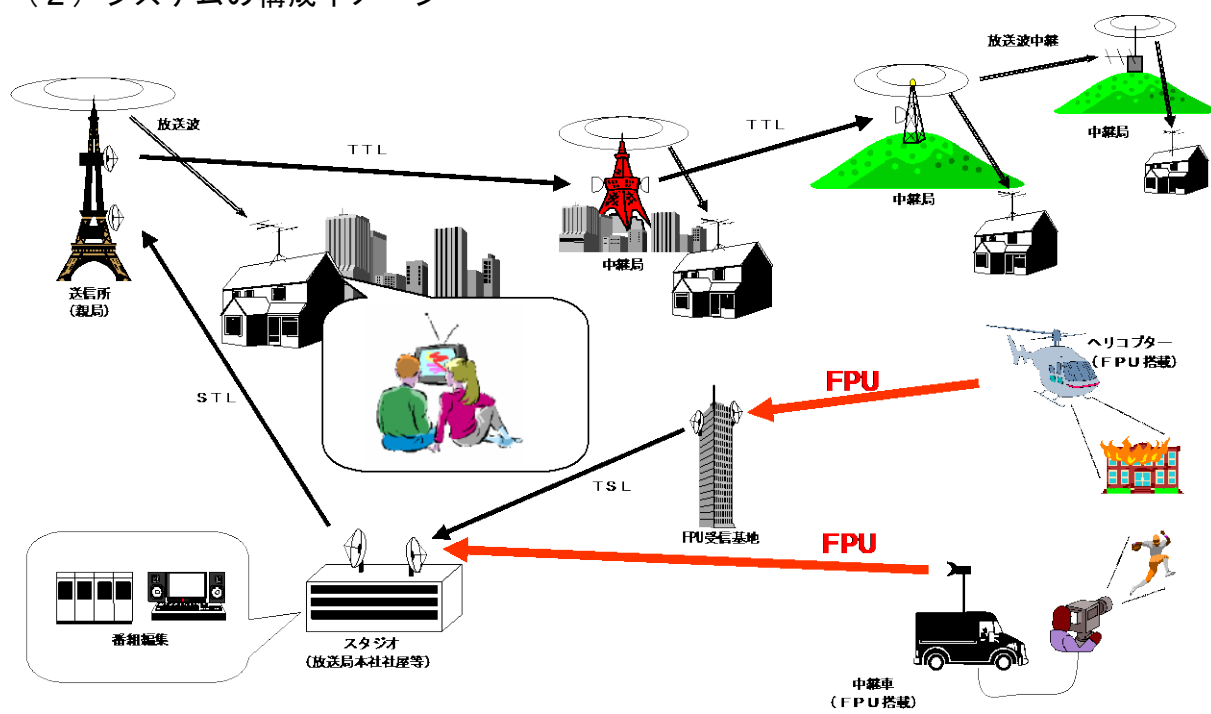 (2)システムの構成イメージ
放送波中継
放送波
TTL
TTL
中継局
中継局
中継局
送信所
(親局)
ヘリコプター
(FPU搭載)
FPU
STL
TSL
FPU受信基地
FPU
番組編集
スタジオ
(放送局本社社屋等)
中継車
(FPU搭載)